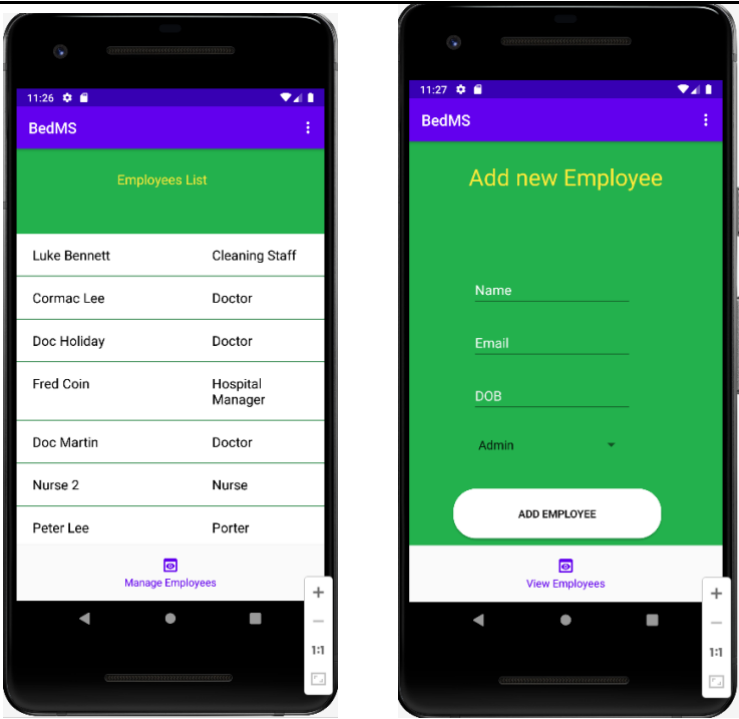 11:26
BedMS
Employees List
Luke Bennett Cleaning Staff
Cormac Lee Doctor
Doc Holiday Doctor
Fred Coin Hospital
Manager
Doc Martin Doctor
Nurse 2 Nurse
Peter Lee Porter
Manage Employees
1:1
11:27
BedMS
Add new Employee
Name
Email
DOB
Admin
ADD EMPLOYEE
View Employees
1:1